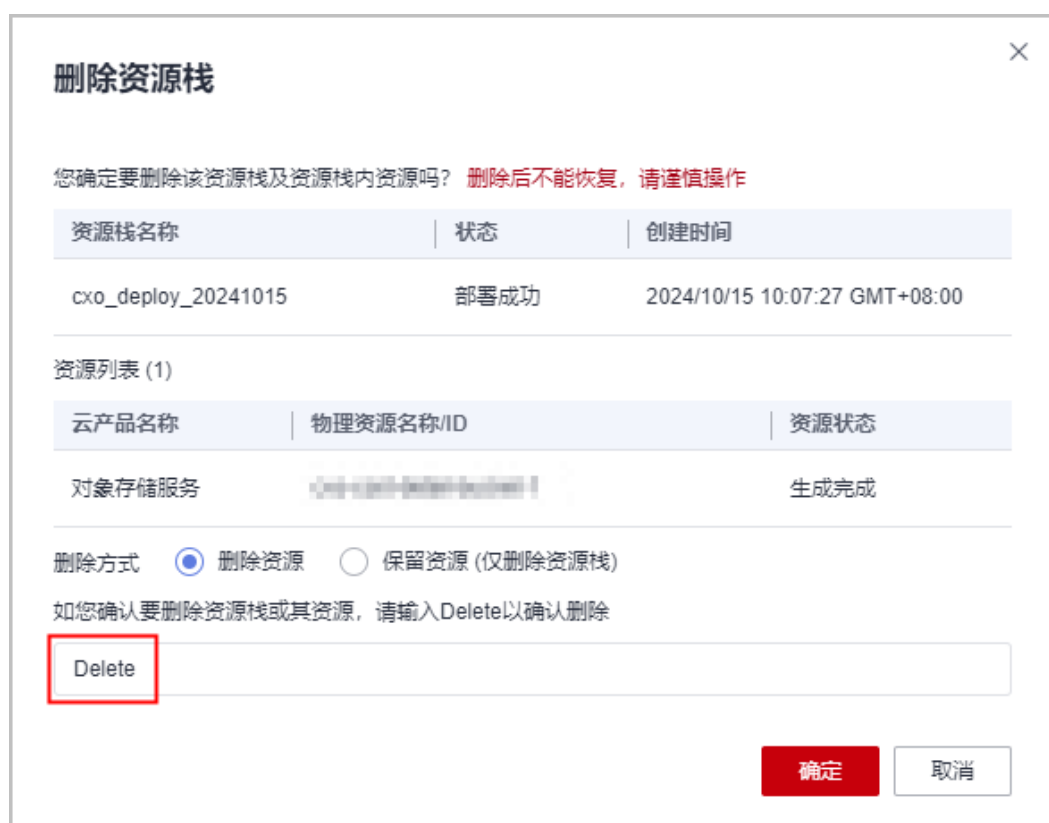 删除资源栈
您确定要删除该资源栈及资源栈内资源吗？ 删除后不能恢复，请谨慎操作
资源栈名称 状态 创建时间
cxo_deploy_20241015 部署成功 2024/10/15 10:07:27 GMT+08:00
资源列表 (1)
云产品名称 物理资源名称/ID 资源状态
对象存储服务 生成完成
删除方式 删除资源 保留资源 (仅删除资源栈)
如您确认要删除资源栈或其资源，请输入Delete以确认删除
Delete
确定 取消